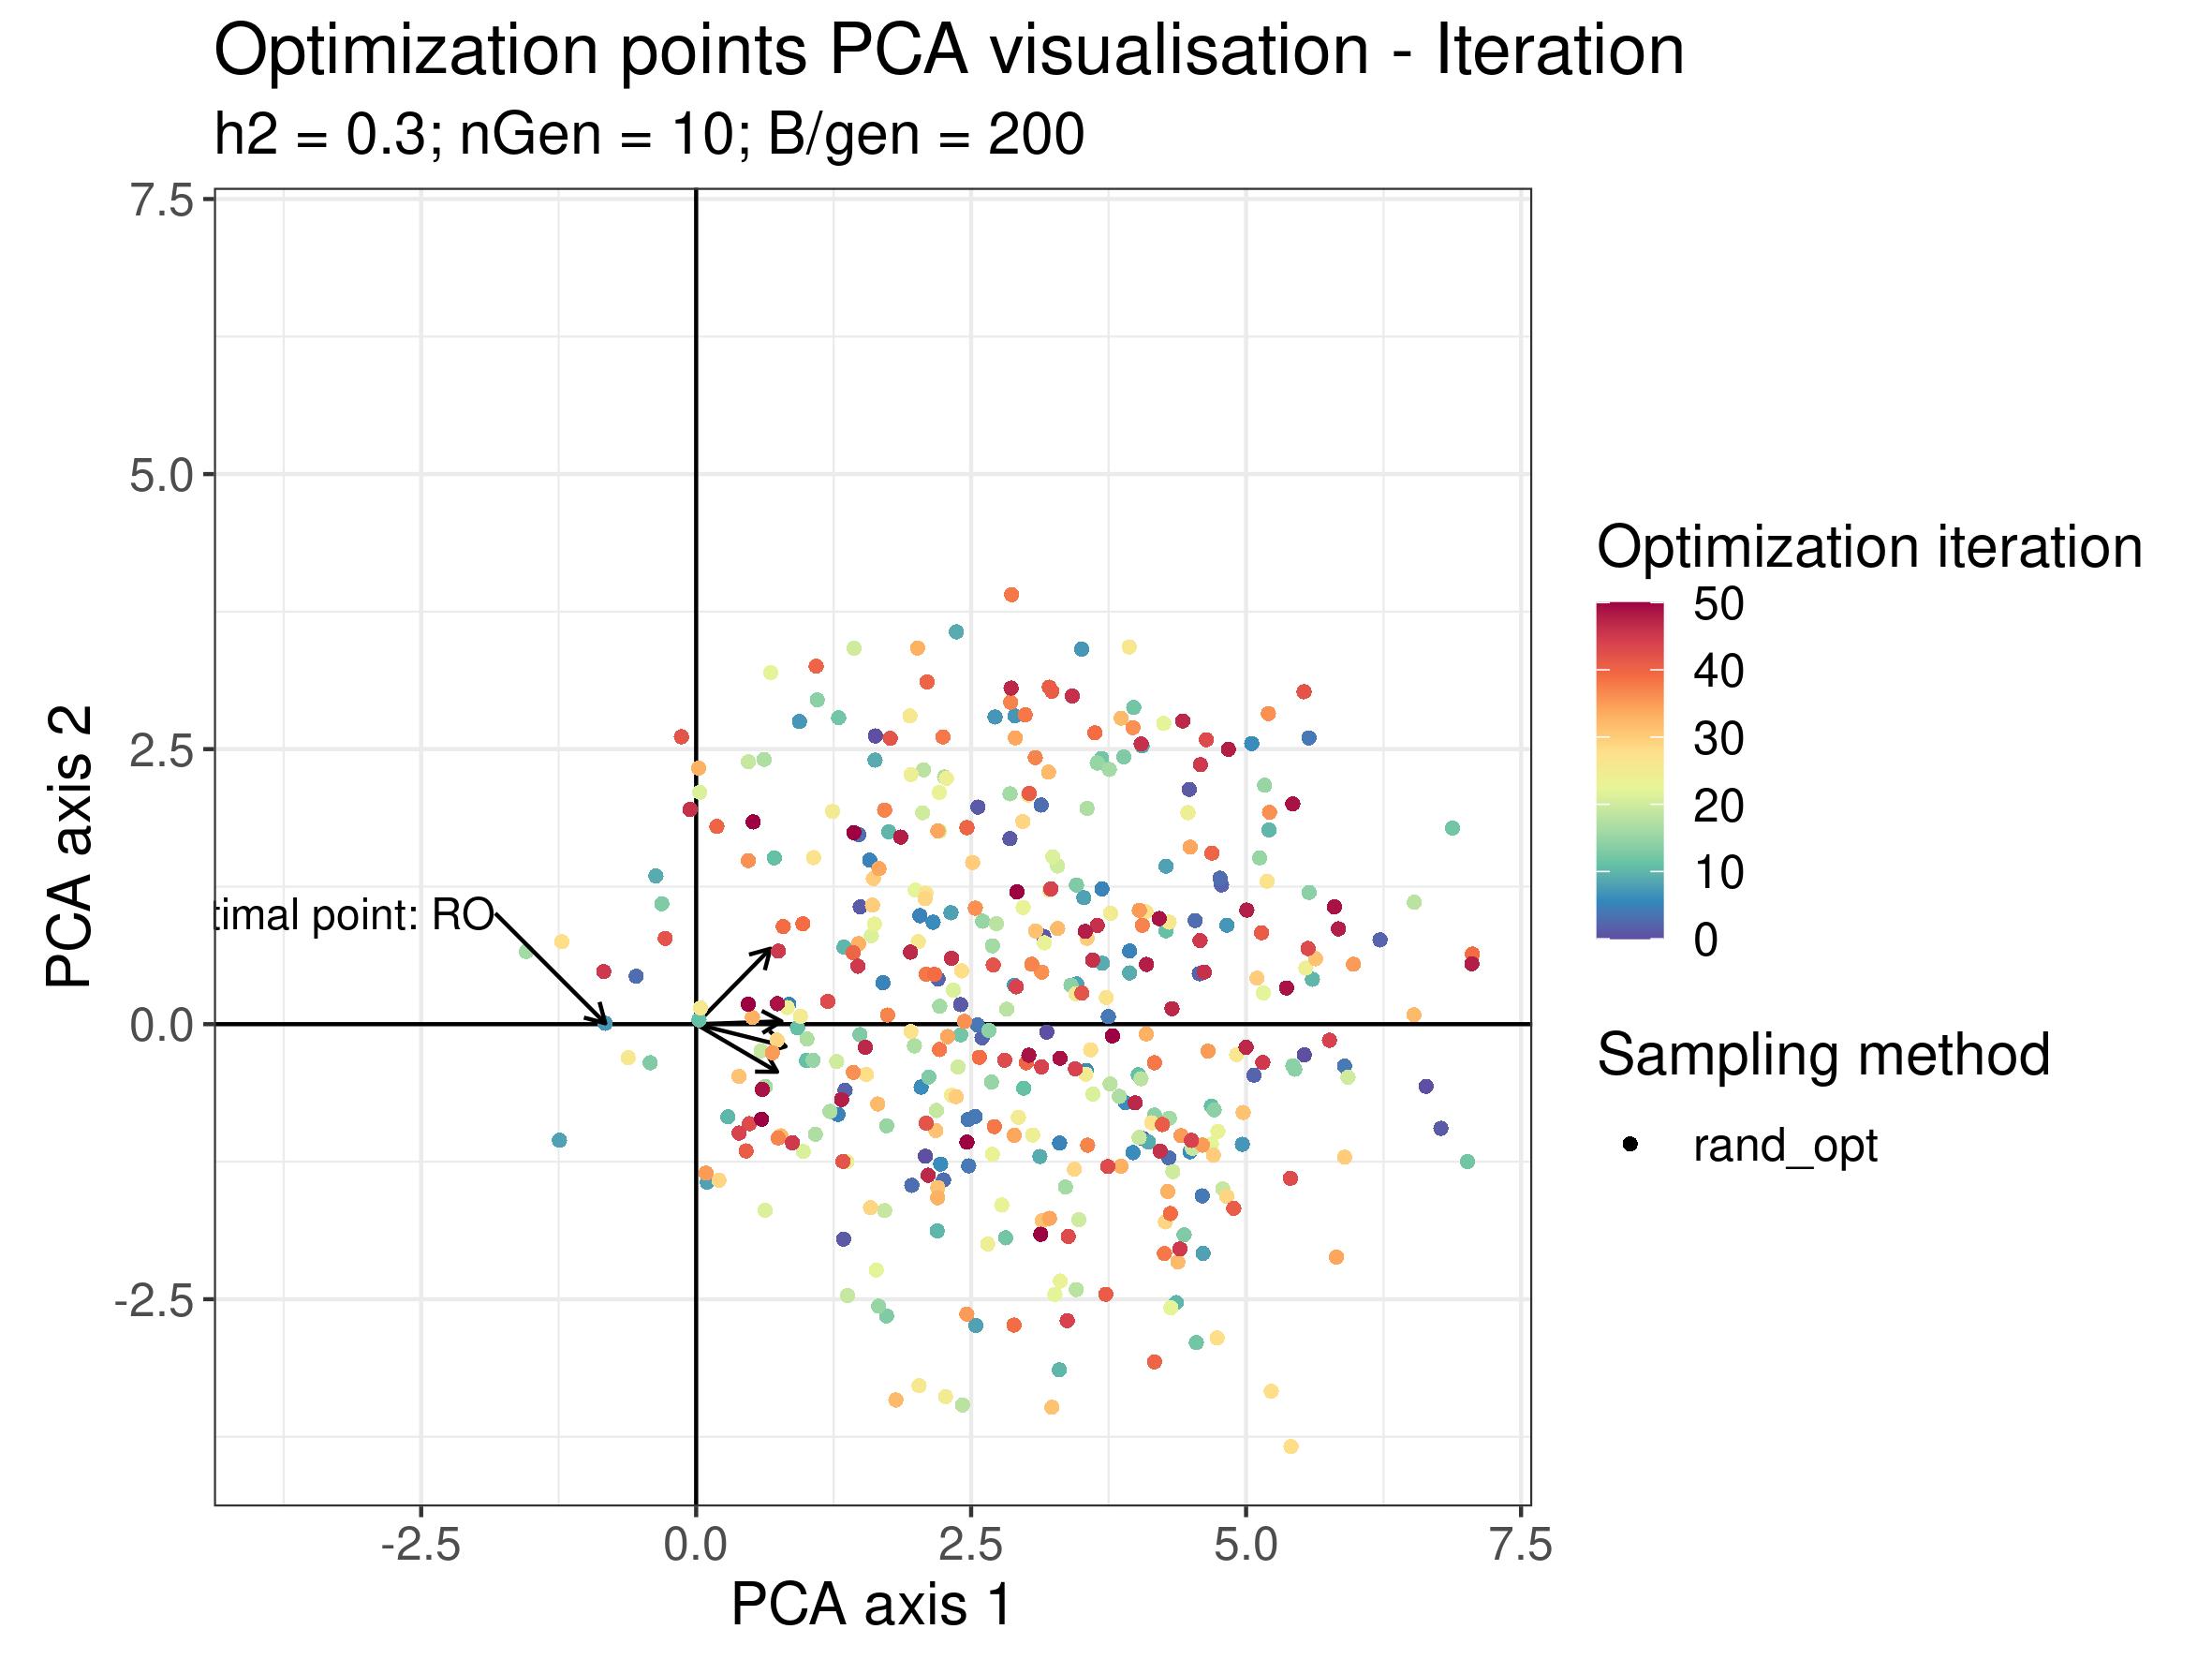 Optimization points PCA visualisation - Iteration
h2 = 0.3; nGen = 10; B/gen = 200
7.5
5.0
2.5
0.0
-2.5
PCA axis 2
timal point: RO
-2.5
0.0
2.5
5.0
7.5
PCA axis 1
Optimization iteration
50
40
30
20
10
0
Sampling method
rand_opt